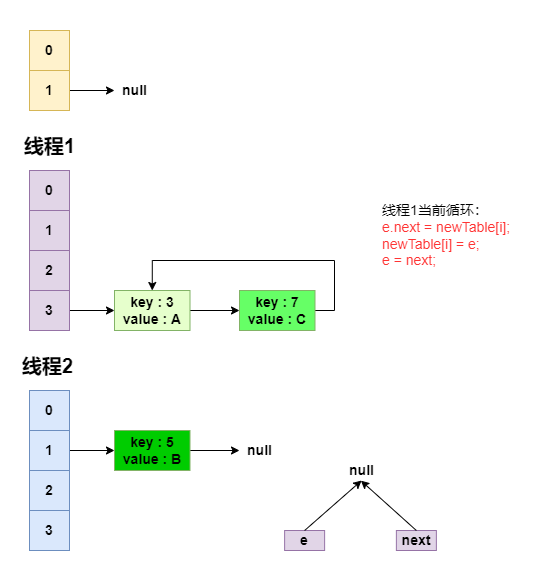 0
1
null
线程1
0
1
2
3
key : 3
value : A
key : 7
value : C
线程1当前循环：
e.next = newTable[i];
newTable[i] = e;
e = next;
线程2
0
1
2
3
key : 5
value : B
null
null
e
next